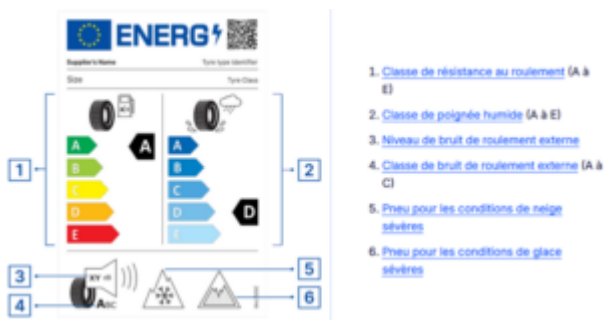 ENERG
Supplier's Name
Tyre type identifier
Size
Tyre Class
A
B
C
D
E
A
A
B
C
D
E
D
1
2
3
4
5
6
XY dB
ABC
1. Classe de résistance au roulement (A à
E)
2. Classe de poignée humide (A à E)
3. Niveau de bruit de roulement externe
4. Classe de bruit de roulement externe (A à
C)
5. Pneu pour les conditions de neige
sévères
6. Pneu pour les conditions de glace
sévères